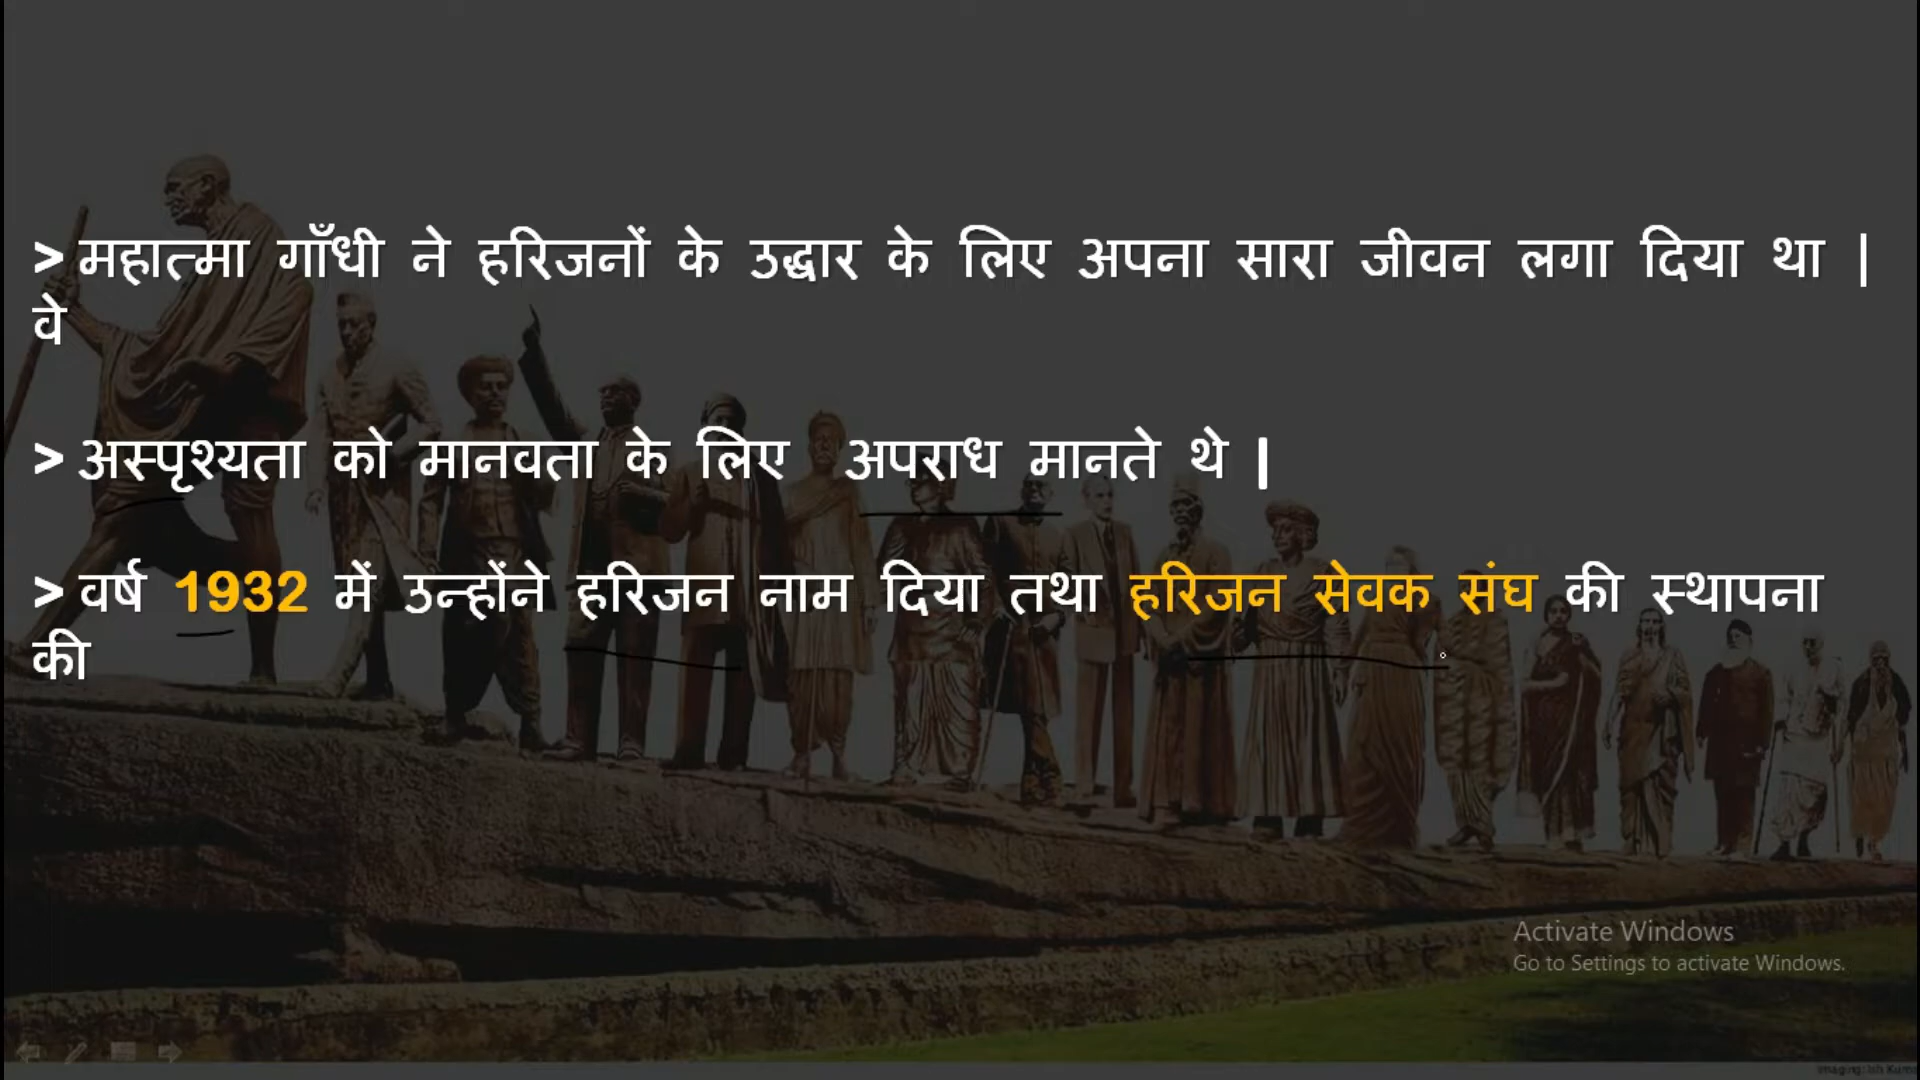 > महात्मा गाँधी ने हरिजनों के उद्धार के लिए अपना सारा जीवन लगा दिया था |
वे
> अस्पृश्यता को मानवता के लिए अपराध मानते थे |
> वर्ष 1932 में उन्होंने हरिजन नाम दिया तथा हरिजन सेवक संघ की स्थापना
की
Activate Windows
Go to Settings to activate Windows.